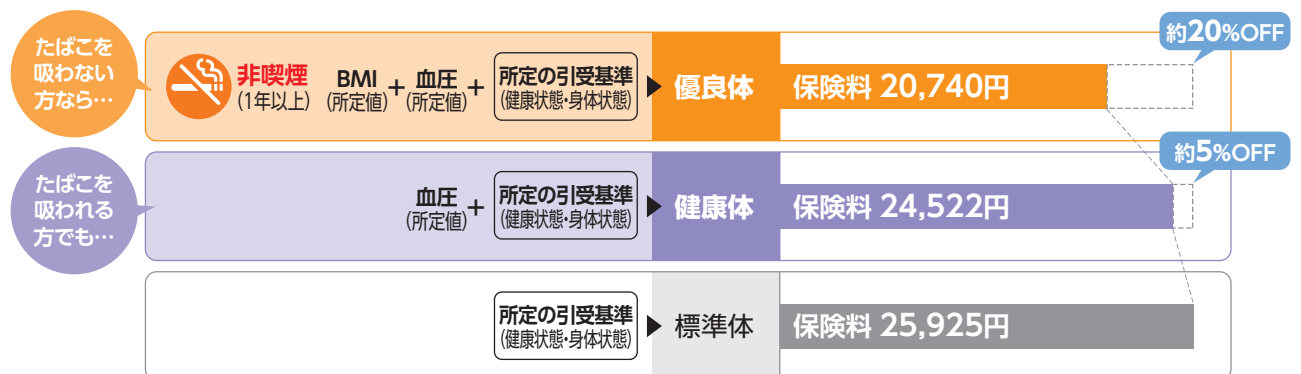 たばこを
吸わない
方なら…
非喫煙
(1年以上)
BMI
(所定値)
+
血圧
(所定値)
+
所定の引受基準
(健康状態・身体状態)
優良体
保険料 20,740円
約20%OFF
たばこを
吸われる
方でも…
血圧
(所定値)
+
所定の引受基準
(健康状態・身体状態)
健康体
保険料 24,522円
約5%OFF
所定の引受基準
(健康状態・身体状態)
標準体
保険料 25,925円